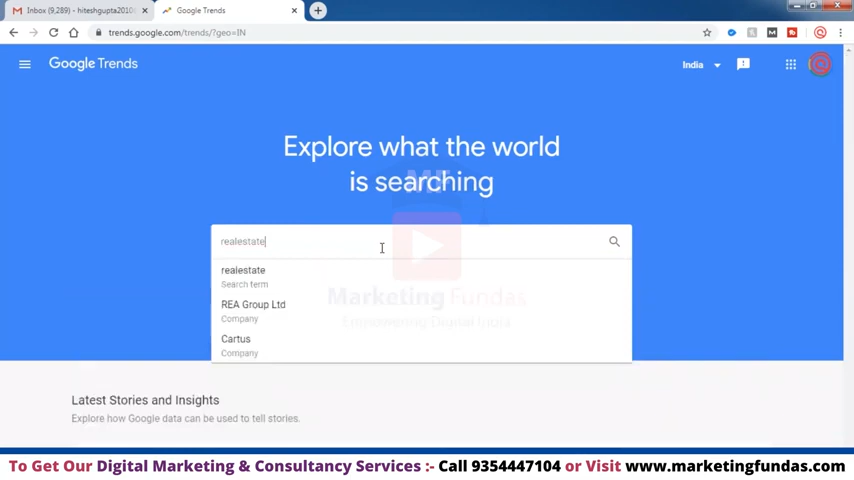 Inbox (9,289) - hiteshgupta2010
Google Trends
trends.google.com/trends/?geo=IN
Google Trends
India
Explore what the world
is searching
MF
realestate
realestate
Search term
REA Group Ltd
Company
Cartus
Company
Marketing Fundas
Empowering Digital India
Latest Stories and Insights
Explore how Google data can be used to tell stories.
To Get Our Digital Marketing & Consultancy Services :- Call 9354447104 or Visit www.marketingfundas.com